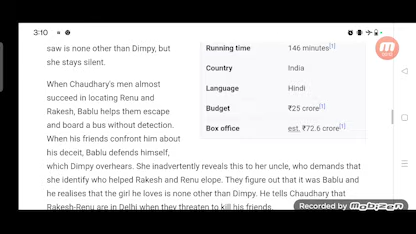 3:10
saw is none other than Dimpy, but
she stays silent.
When Chaudhary's men almost
succeed in locating Renu and
Rakesh, Bablu helps them escape
and board a bus without detection.
When his friends confront him about
his deceit, Bablu defends himself,
which Dimpy overhears. She inadvertently reveals this to her uncle, who demands that
she identify who helped Rakesh and Renu elope. They figure out that it was Bablu and
he realises that the girl he loves is none other than Dimpy. He tells Chaudhary that
Rakesh-Renu are in Delhi when they threaten to kill his friends.
Running time 146 minutes[1]
Country India
Language Hindi
Budget ₹25 crore[1]
Box office est. ₹72.6 crore[1]
Recorded by mobizen